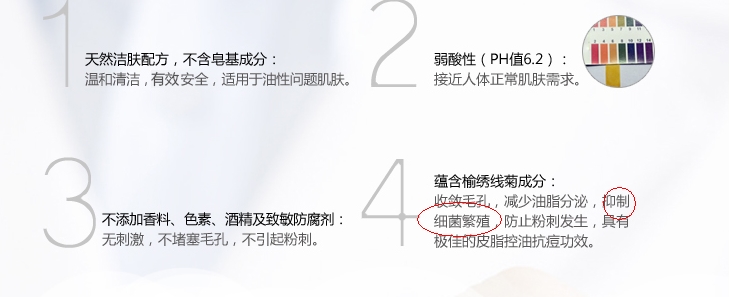 1
天然洁肤配方，不含皂基成分：
温和清洁，有效安全，适用于油性问题肌肤。
2
弱酸性（PH值6.2）：
接近人体正常肌肤需求。
3
不添加香料、色素、酒精及致敏防腐剂：
无刺激，不堵塞毛孔，不引起粉刺。
4
蕴含榆绣线菊成分：
收敛毛孔，减少油脂分泌，抑制
细菌繁殖，防止粉刺发生，具有
极佳的皮脂控油抗痘功效。